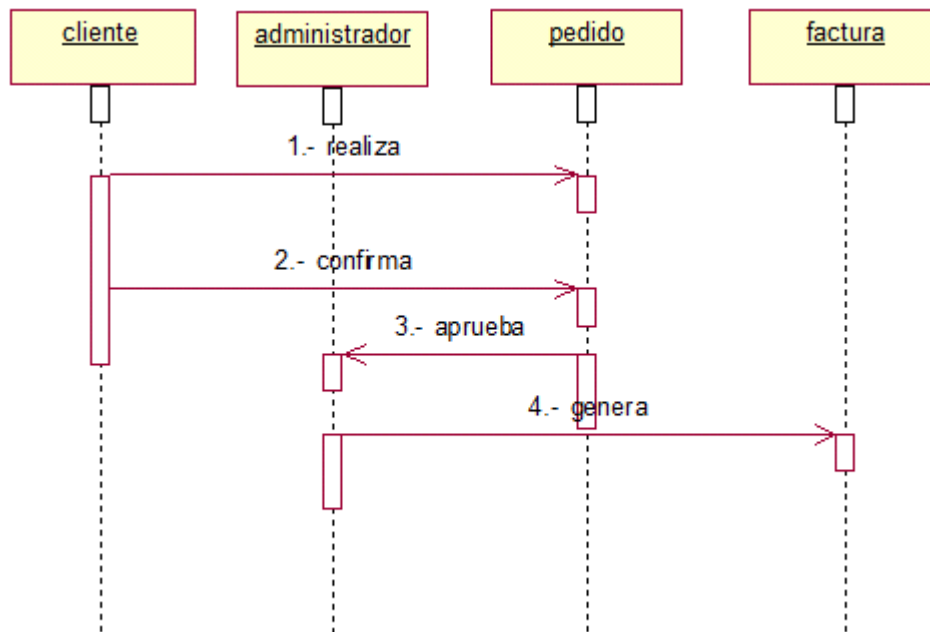 cliente
administrador
pedido
factura
1.- realiza
2.- confirma
3.- aprueba
4.- genera